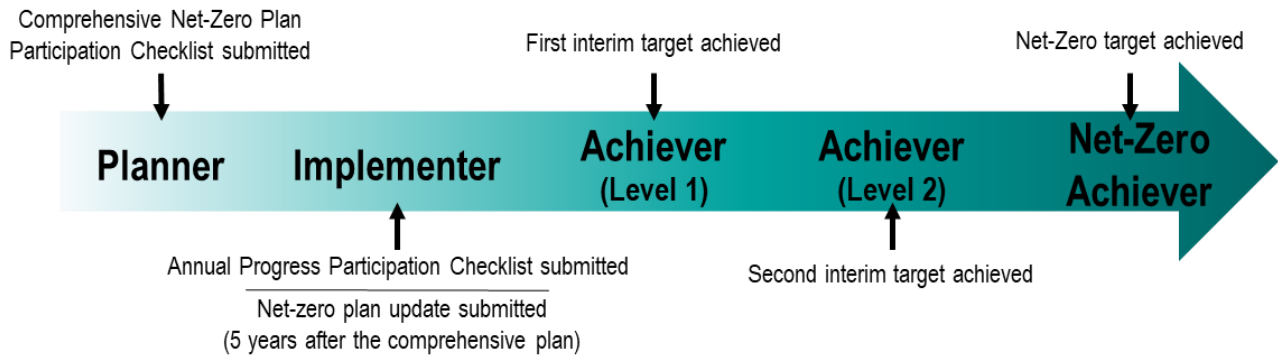 Comprehensive Net-Zero Plan
Participation Checklist submitted
First interim target achieved
Net-Zero target achieved
Planner
Implementer
Achiever
(Level 1)
Achiever
(Level 2)
Net-Zero
Achiever
Annual Progress Participation Checklist submitted
Net-zero plan update submitted
(5 years after the comprehensive plan)
Second interim target achieved